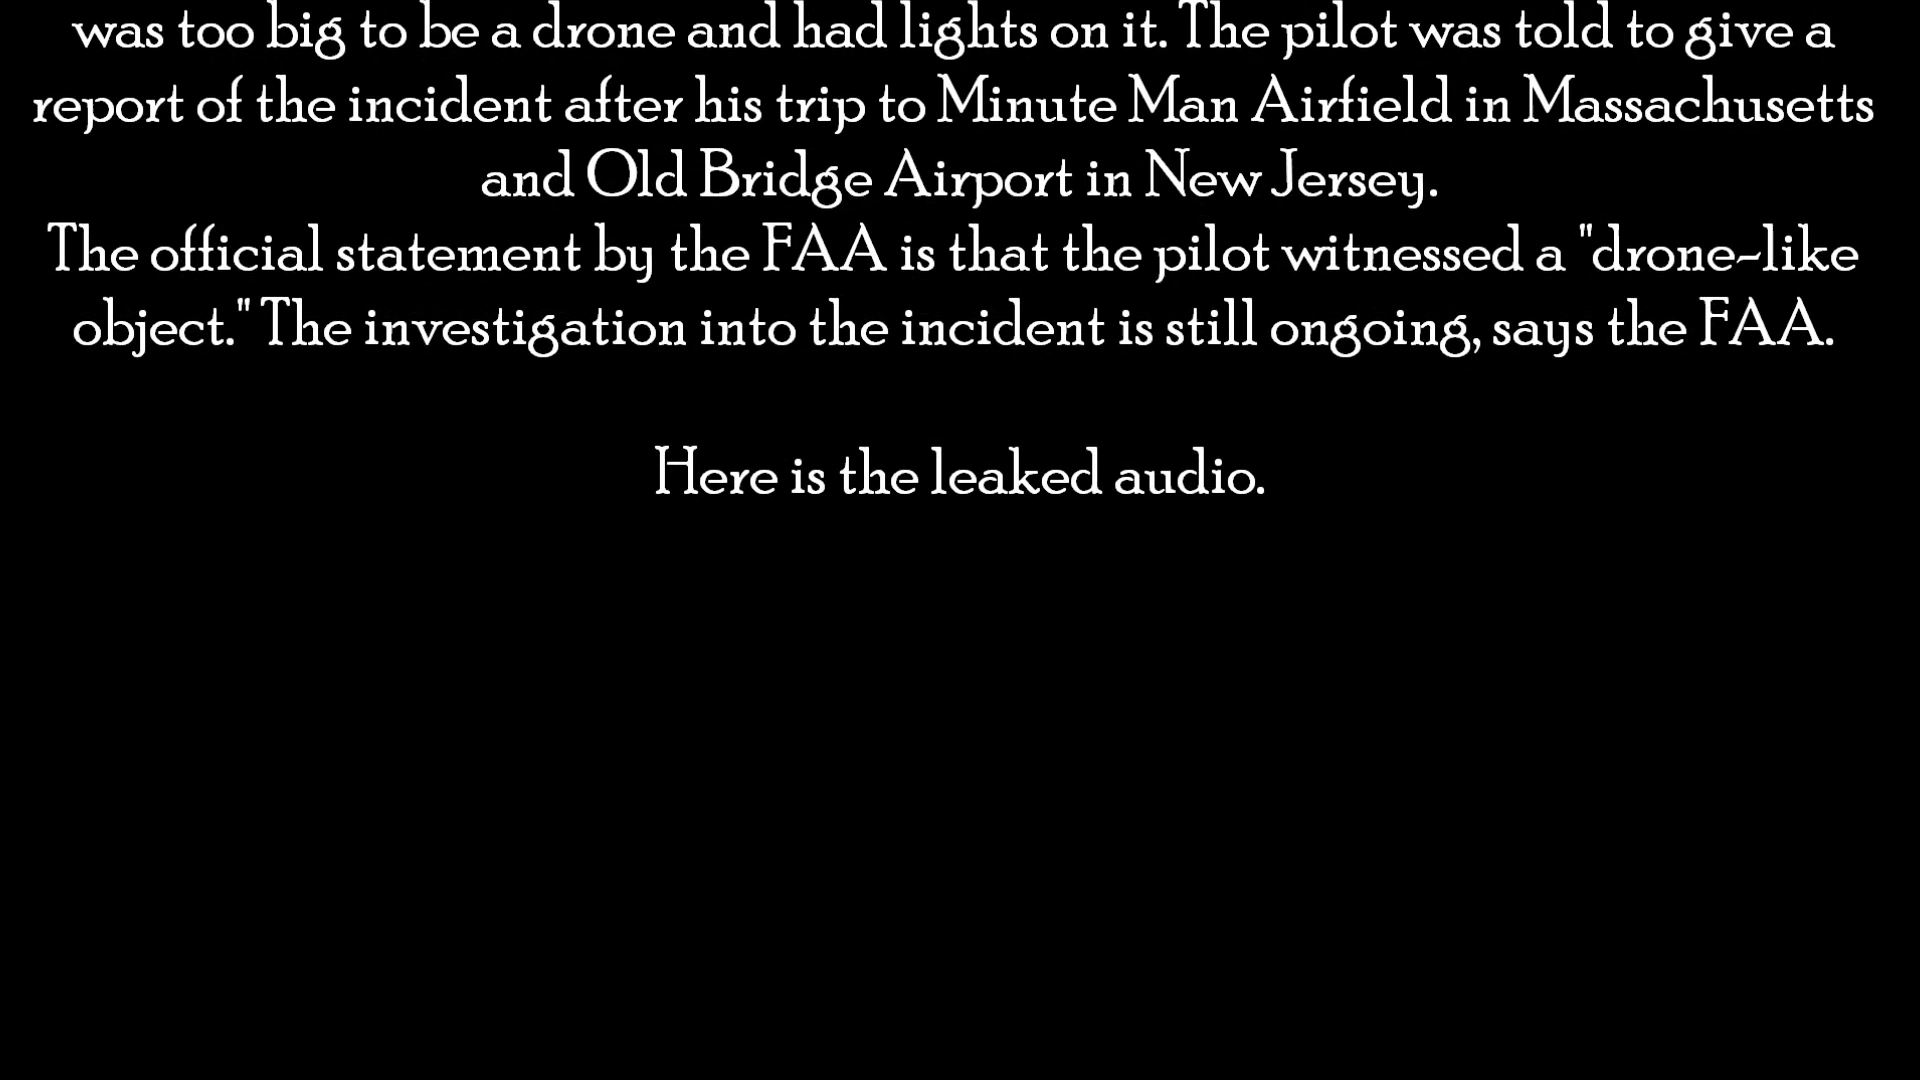 was too big to be a drone and had lights on it. The pilot was told to give a
report of the incident after his trip to Minute Man Airfield in Massachusetts
and Old Bridge Airport in New Jersey.
The official statement by the FAA is that the pilot witnessed a "drone-like
object." The investigation into the incident is still ongoing, says the FAA.
Here is the leaked audio.